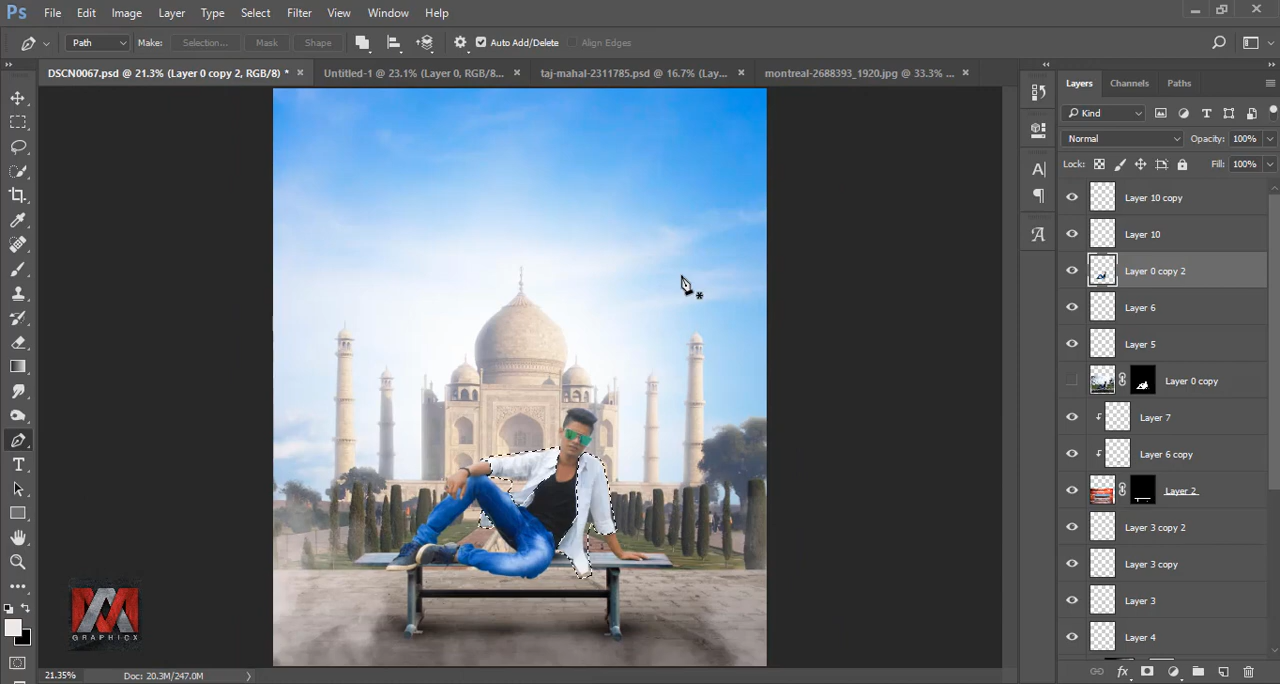 Ps File Edit Image Layer Type Select Filter View Window Help
Path Make: Selection... Mask Shape Auto Add/Delete Align Edges
DSCN0067.psd @ 21.3% (Layer 0 copy 2, RGB/8) * × Untitled-1 @ 23.1% (Layer 0, RGB/8... × taj-mahal-2311785.psd @ 16.7% (Lay... × montreal-2688393_1920.jpg @ 33.3% ... ×
Layers Channels Paths
Kind
Normal Opacity: 100%
Lock: Fill: 100%
Layer 10 copy
Layer 10
Layer 0 copy 2
Layer 6
Layer 5
Layer 0 copy
Layer 7
Layer 6 copy
Layer 2
Layer 3 copy 2
Layer 3 copy
Layer 3
Layer 4
GRAPHICX
21.35% Doc: 20.3M/247.0M